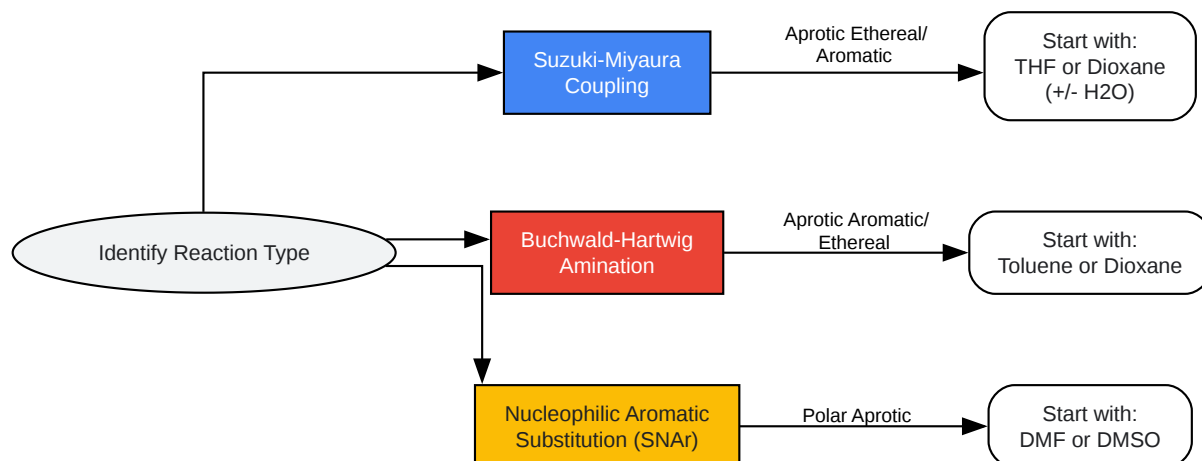 Identify Reaction Type
Suzuki-Miyaura
Coupling
Aprotic Ethereal/
Aromatic
Start with:
THF or Dioxane
(+/- H2O)
Buchwald-Hartwig
Amination
Aprotic Aromatic/
Ethereal
Start with:
Toluene or Dioxane
Nucleophilic Aromatic
Substitution (SNAr)
Polar Aprotic
Start with:
DMF or DMSO